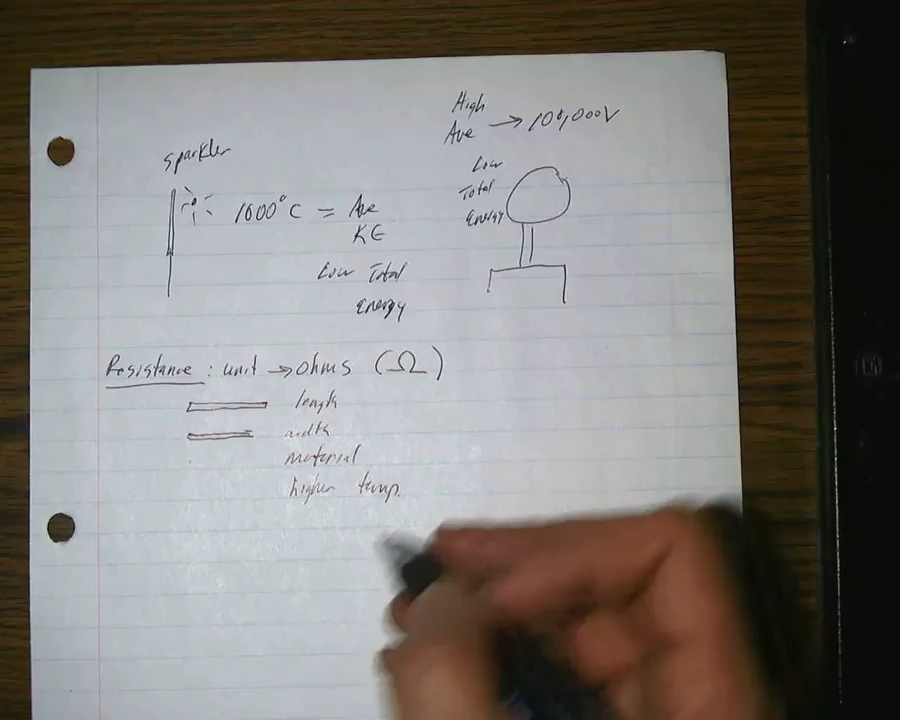 High
Ave → 100,000V
Sparkler
Low
Total
Energy
1600°C = Ave
KE
Low Total
Energy
Resistance: unit → ohms (Ω)
length
width
material
higher temp.